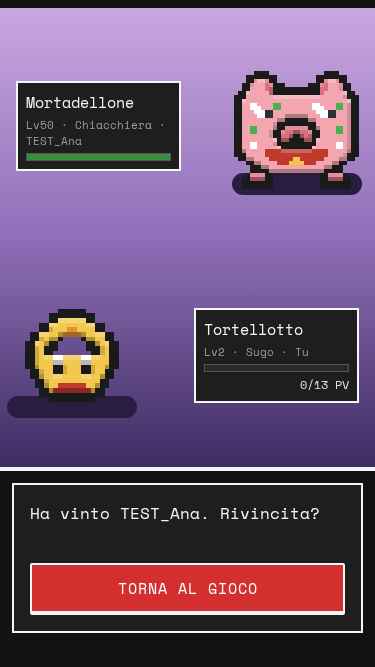 Mortadellone
Lv50 · Chiacchiera ·
TEST_Ana
Tortellotto
Lv2 · Sugo · Tu
0/13 PV
Ha vinto TEST_Ana. Rivincita?
TORNA AL GIOCO